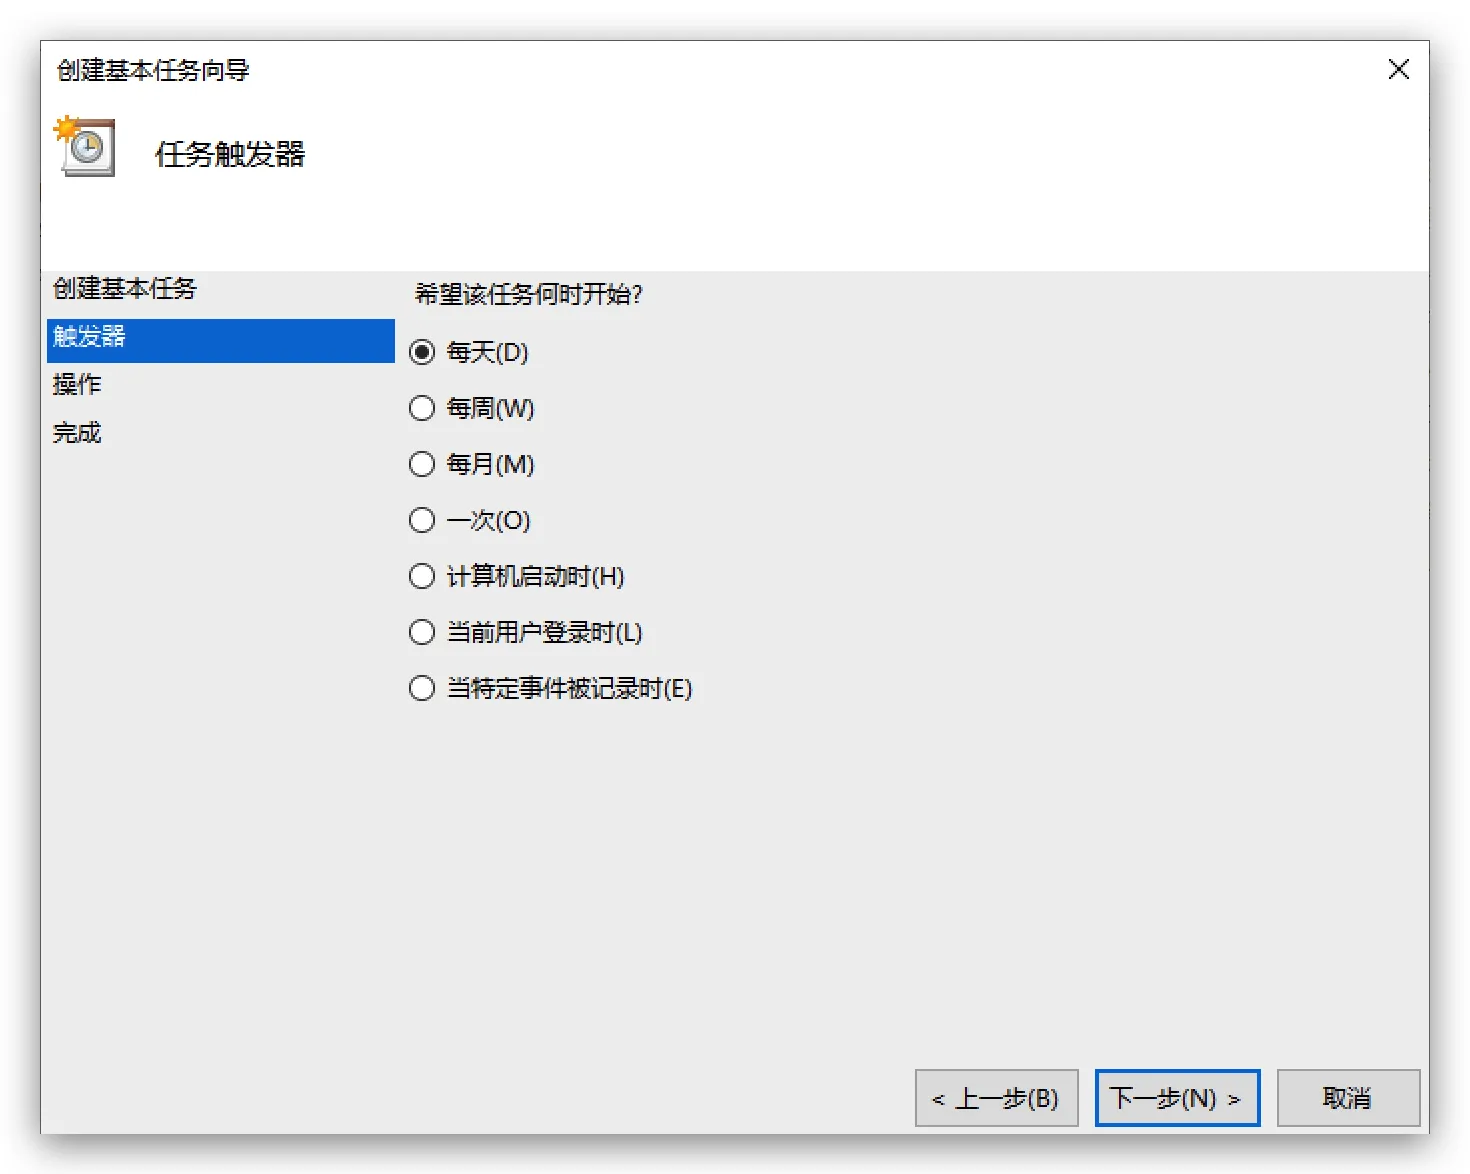 创建基本任务向导
任务触发器
创建基本任务
触发器
操作
完成
希望该任务何时开始?
每天(D)
每周(W)
每月(M)
一次(O)
计算机启动时(H)
当前用户登录时(L)
当特定事件被记录时(E)
< 上一步(B)
下一步(N) >
取消